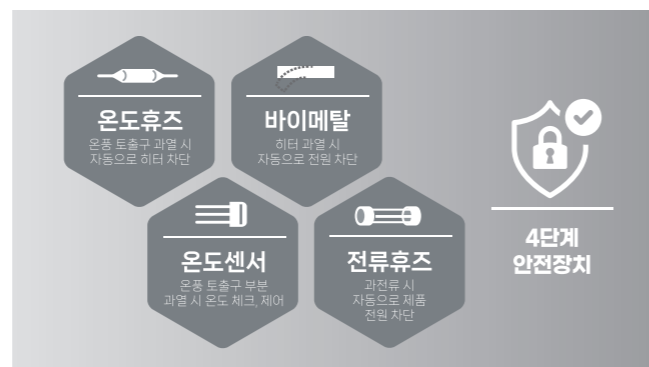 온도휴즈
온풍 토출구 과열 시
자동으로 히터 차단
바이메탈
히터 과열 시
자동으로 전원 차단
온도센서
온풍 토출구 부분
과열 시 온도 체크, 제어
전류휴즈
과전류 시
자동으로 제품
전원 차단
4단계
안전장치